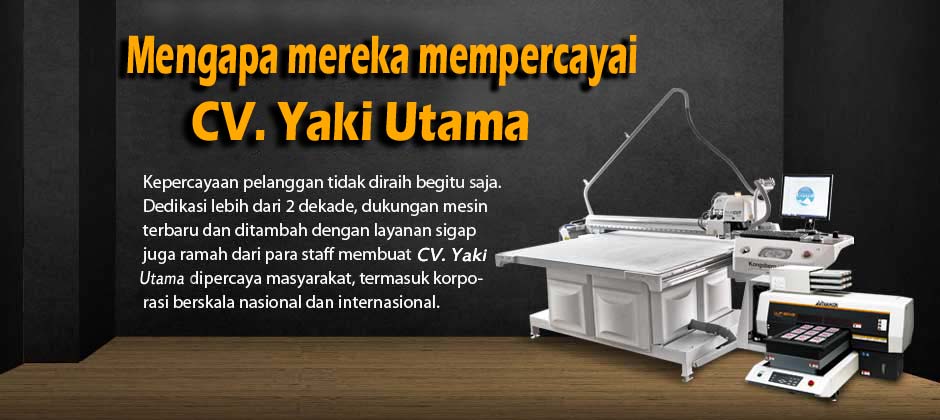 Mengapa mereka mempercayai
CV. Yaki Utama
Kepercayaan pelanggan tidak diraih begitu saja.
Dedikasi lebih dari 2 dekade, dukungan mesin
terbaru dan ditambah dengan layanan sigap
juga ramah dari para staff membuat CV. Yaki
Utama dipercaya masyarakat, termasuk korpo-
rasi berskala nasional dan internasional.
Kongsberg